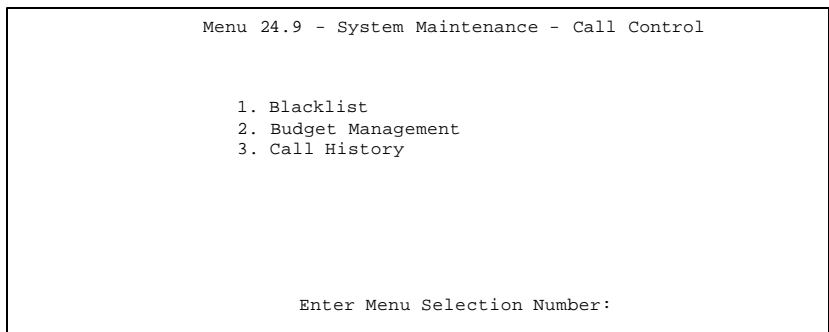 Menu 24.9 - System Maintenance - Call Control
1. Blacklist
2. Budget Management
3. Call History
Enter Menu Selection Number: